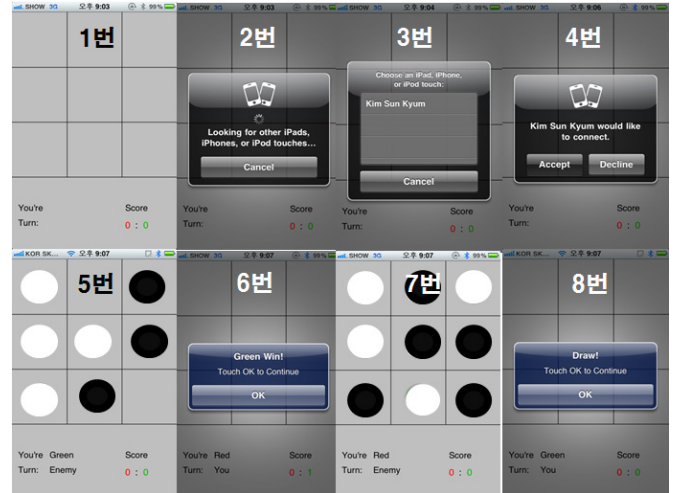 SHOW 3G 오후 9:03 99%
1번
You're Score
Turn: 0 : 0
SHOW 3G 오후 9:03 99%
2번
Looking for other iPads,
iPhones, or iPod touches...
Cancel
You're Score
Turn: 0 : 0
SHOW 3G 오후 9:04 99%
3번
Choose an iPad, iPhone,
or iPod touch:
Kim Sun Kyum
Cancel
You're Score
Turn: 0 : 0
SHOW 3G 오후 9:06 99%
4번
Kim Sun Kyum would like
to connect.
Accept Decline
You're Score
Turn: 0 : 0
KOR SK... 오후 9:07
5번
You're Green Score
Turn: Enemy 0 : 0
SHOW 3G 오후 9:07 99%
6번
Green Win!
Touch OK to Continue
OK
You're Red Score
Turn: You 0 : 1
SHOW 3G 오후 9:07 99%
7번
You're Red Score
Turn: Enemy 0 : 0
KOR SK... 오후 9:07
8번
Draw!
Touch OK to Continue
OK
You're Green Score
Turn: You 0 : 0